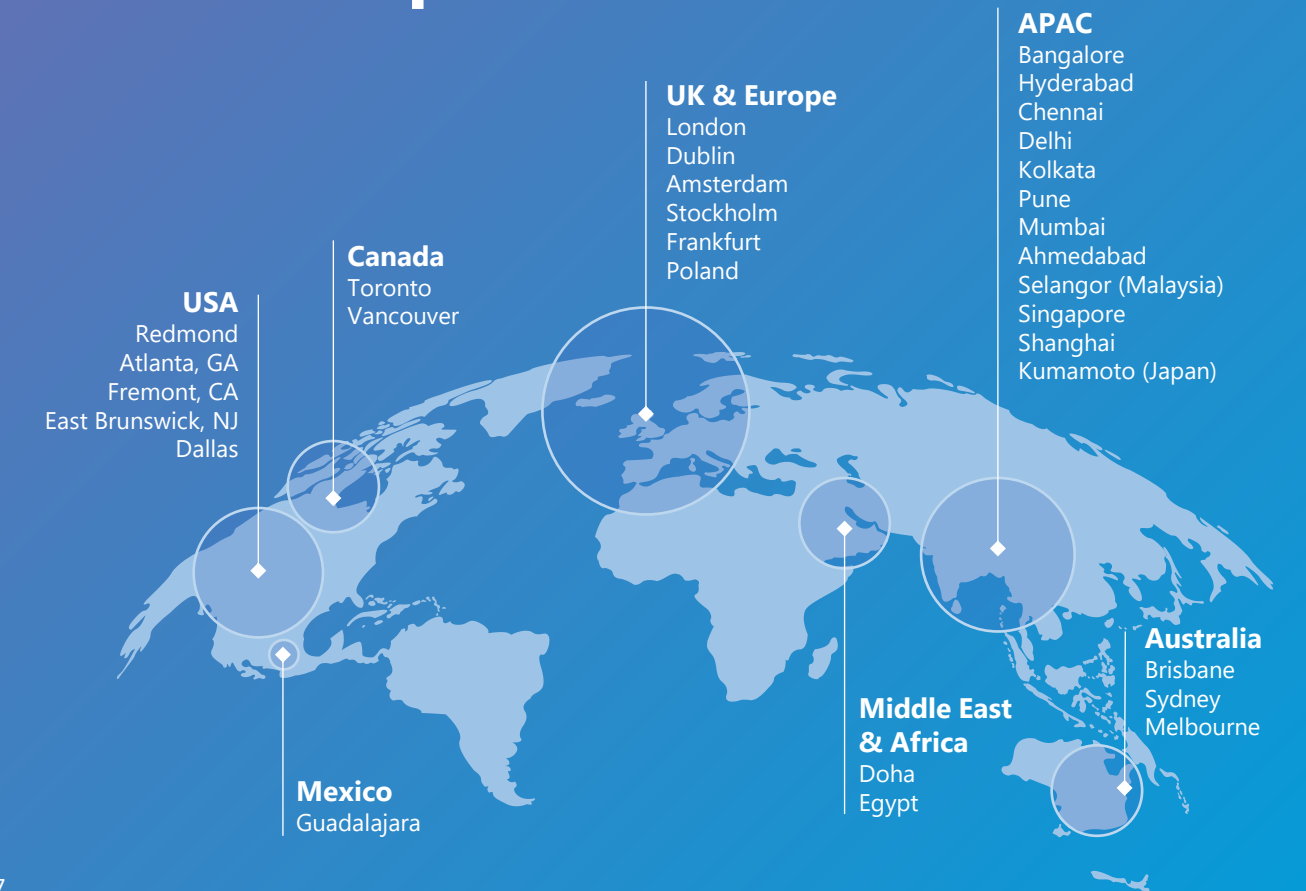 APAC
Bangalore
Hyderabad
Chennai
Delhi
Kolkata
Pune
Mumbai
Ahmedabad
Selangor (Malaysia)
Singapore
Shanghai
Kumamoto (Japan)
UK & Europe
London
Dublin
Amsterdam
Stockholm
Frankfurt
Poland
Canada
Toronto
Vancouver
USA
Redmond
Atlanta, GA
Fremont, CA
East Brunswick, NJ
Dallas
Australia
Brisbane
Sydney
Melbourne
Middle East
& Africa
Doha
Egypt
Mexico
Guadalajara